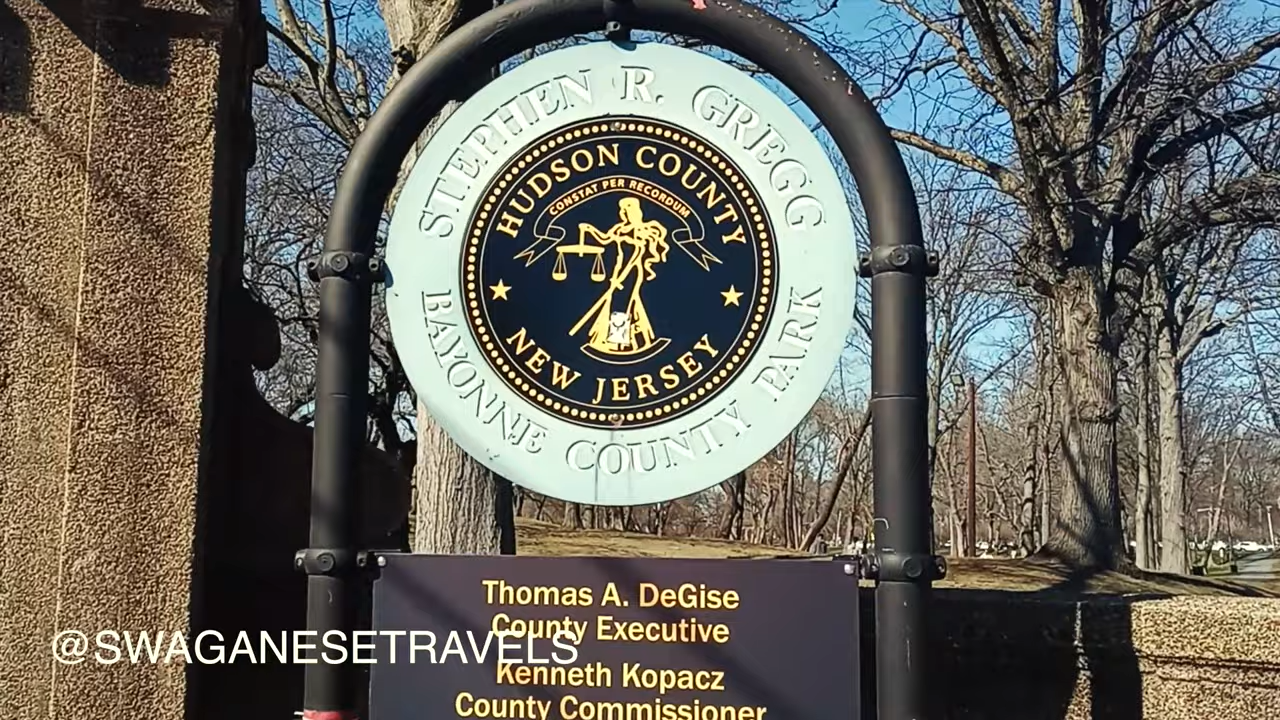 STEPHEN R. GREGG
HUDSON COUNTY
CONSTAT PER RECORDUM
NEW JERSEY
BAYONNE COUNTY PARK
Thomas A. DeGise
County Executive
@SWAGANESETRAVELS
Kenneth Kopacz
County Commissioner